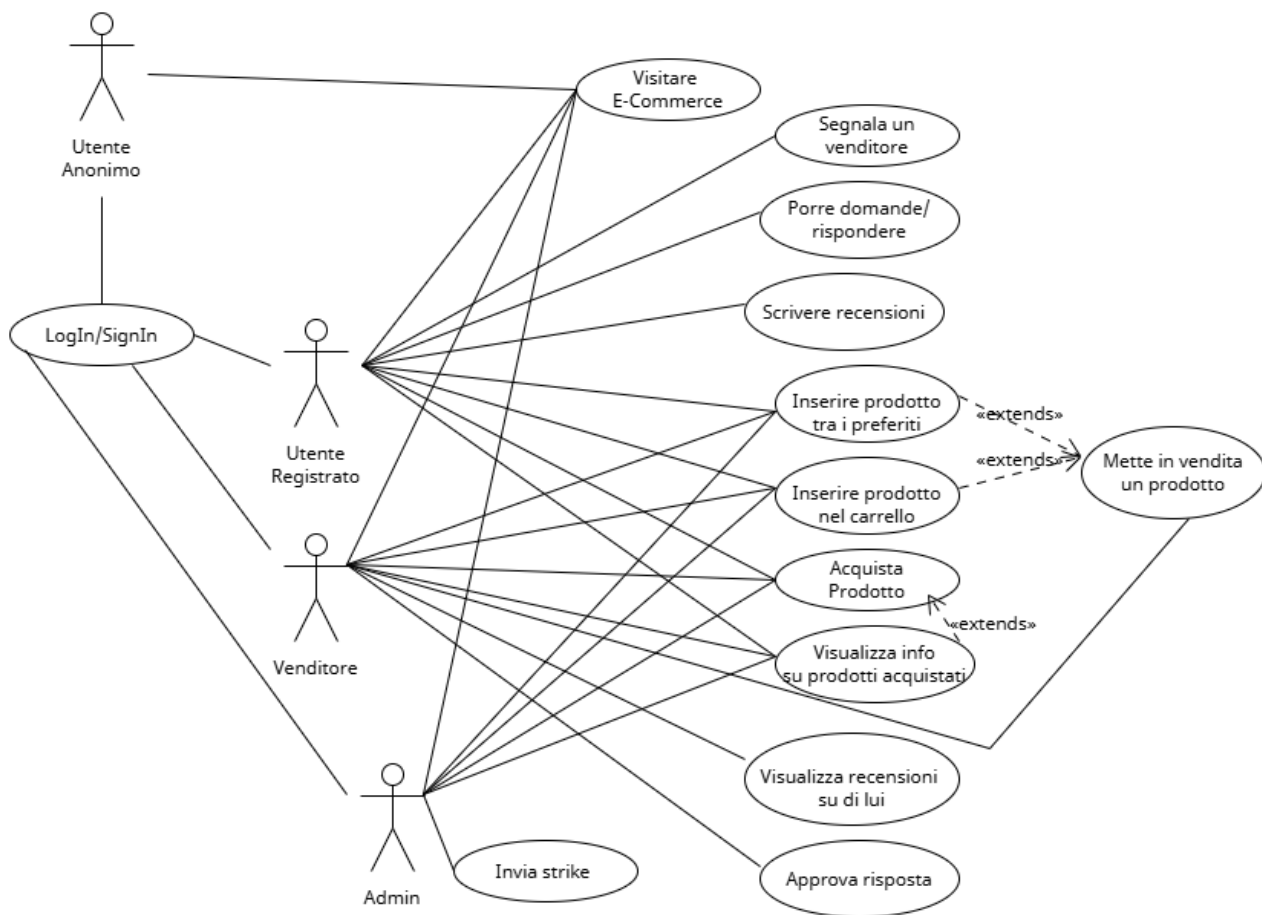 Visitare
E-Commerce
Utente
Anonimo
Segnala un
venditore
Porre domande/
rispondere
Scrivere recensioni
LogIn/SignIn
Utente
Registrato
Inserire prodotto
tra i preferiti
«extends»
Mette in vendita
un prodotto
«extends»
Inserire prodotto
nel carrello
Acquista
Prodotto
«extends»
Venditore
Visualizza info
su prodotti acquistati
Visualizza recensioni
su di lui
Admin
Invia strike
Approva risposta